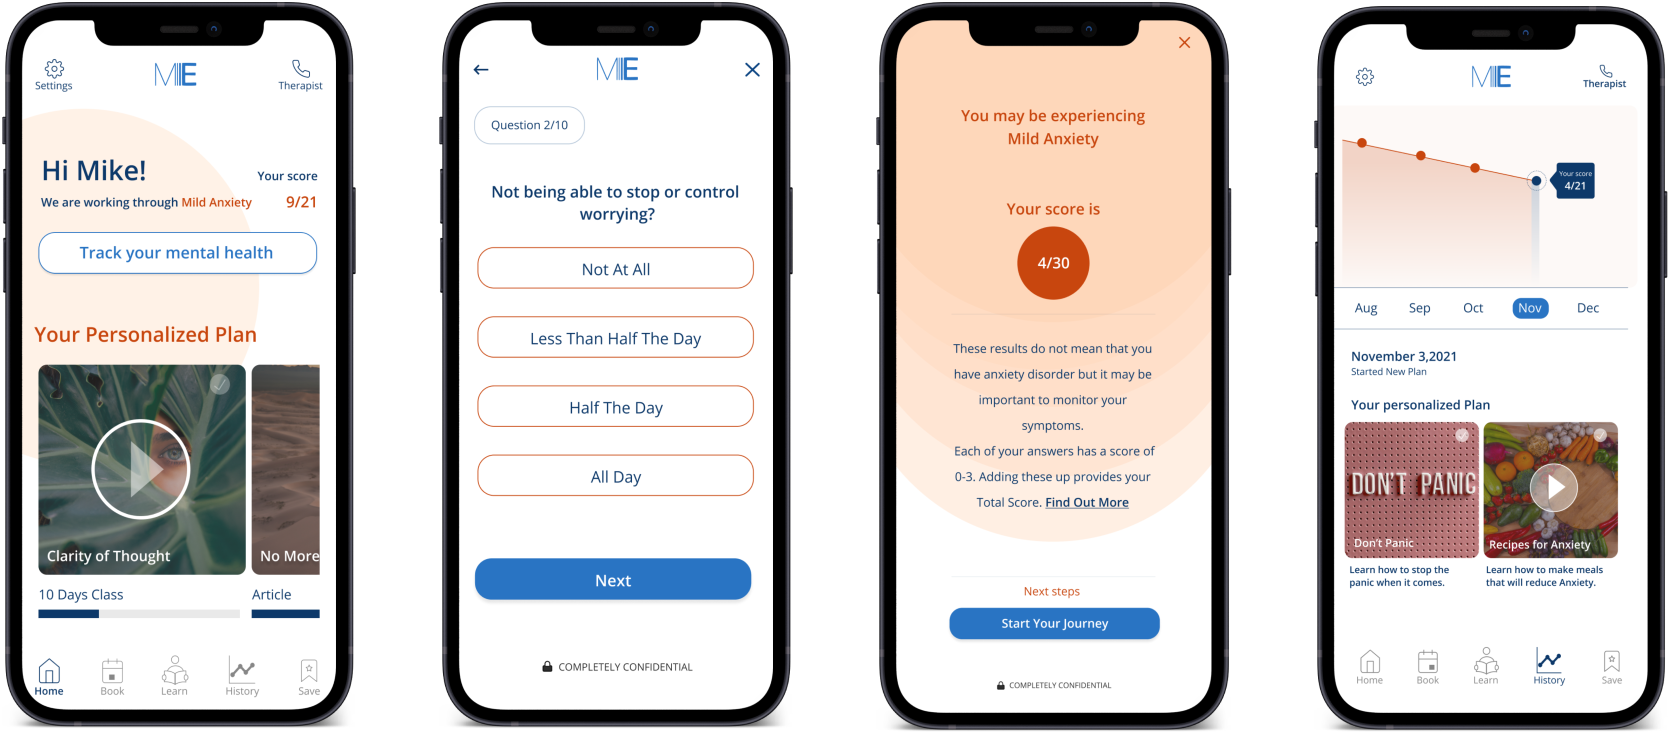 Settings
MIE
Therapist
Hi Mike!
Your score
We are working through Mild Anxiety
9/21
Track your mental health
Your Personalized Plan
Clarity of Thought
No More
10 Days Class
Article
Home
Book
Learn
History
Save
MIE
Question 2/10
Not being able to stop or control
worrying?
Not At All
Less Than Half The Day
Half The Day
All Day
Next
COMPLETELY CONFIDENTIAL
You may be experiencing
Mild Anxiety
Your score is
4/30
These results do not mean that you
have anxiety disorder but it may be
important to monitor your
symptoms.
Each of your answers has a score of
0-3. Adding these up provides your
Total Score. Find Out More
Next steps
Start Your Journey
COMPLETELY CONFIDENTIAL
MIE
Therapist
Your score
4/21
Aug
Sep
Oct
Nov
Dec
November 3,2021
Started New Plan
Your personalized Plan
DON'T PANIC
Don't Panic
Recipes for Anxiety
Learn how to stop the
panic when it comes.
Learn how to make meals
that will reduce Anxiety.
Home
Book
Learn
History
Save